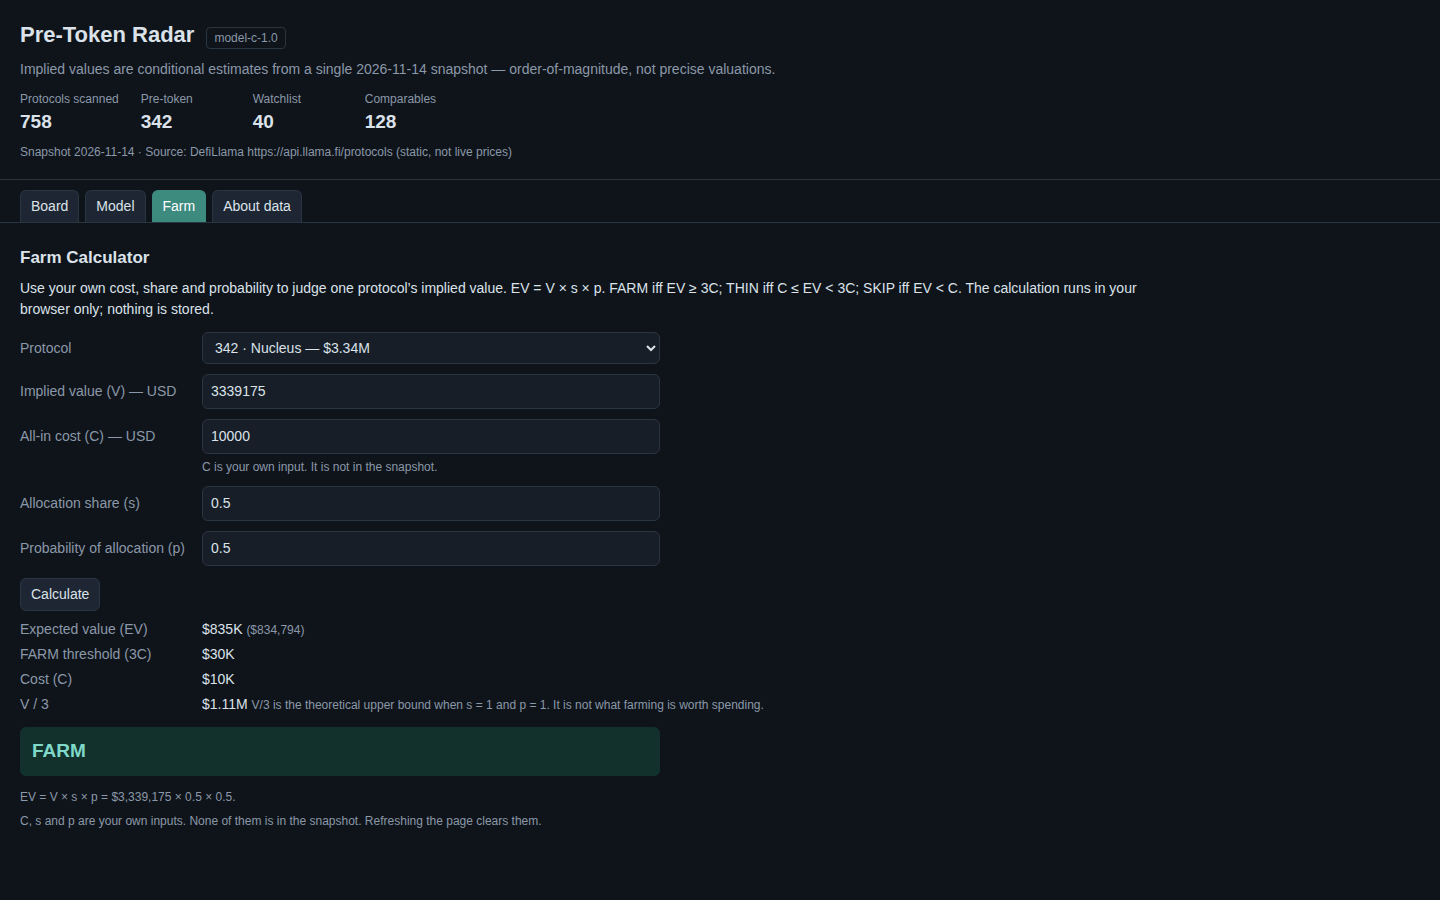 Pre-Token Radar model-c-1.0
Implied values are conditional estimates from a single 2026-11-14 snapshot — order-of-magnitude, not precise valuations.
Protocols scanned Pre-token Watchlist Comparables
758 342 40 128
Snapshot 2026-11-14 · Source: DefiLlama https://api.llama.fi/protocols (static, not live prices)
Board Model Farm About data
Farm Calculator
Use your own cost, share and probability to judge one protocol's implied value. EV = V × s × p. FARM iff EV ≥ 3C; THIN iff C ≤ EV < 3C; SKIP iff EV < C. The calculation runs in your
browser only; nothing is stored.
Protocol 342 · Nucleus — $3.34M
Implied value (V) — USD 3339175
All-in cost (C) — USD 10000
C is your own input. It is not in the snapshot.
Allocation share (s) 0.5
Probability of allocation (p) 0.5
Calculate
Expected value (EV) $835K ($834,794)
FARM threshold (3C) $30K
Cost (C) $10K
V / 3 $1.11M V/3 is the theoretical upper bound when s = 1 and p = 1. It is not what farming is worth spending.
FARM
EV = V × s × p = $3,339,175 × 0.5 × 0.5.
C, s and p are your own inputs. None of them is in the snapshot. Refreshing the page clears them.